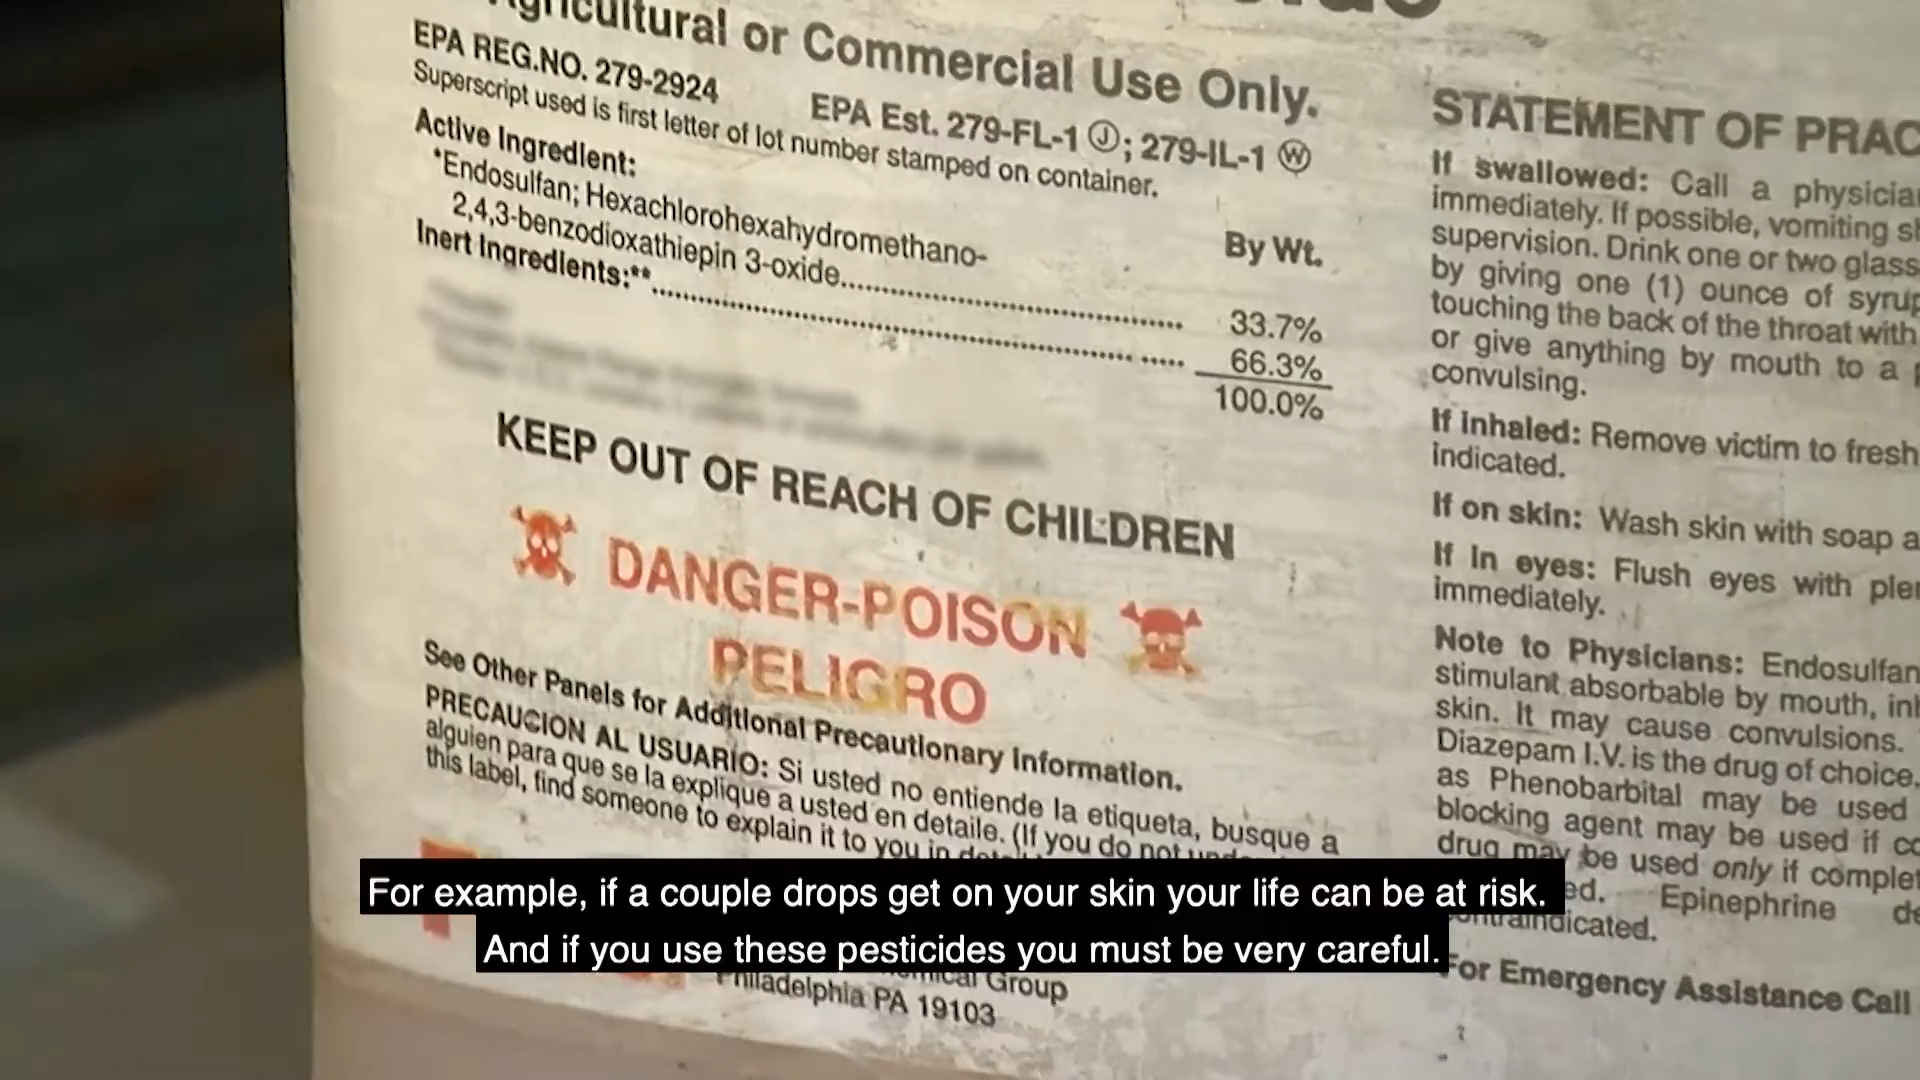 Agricultural or Commercial Use Only.
EPA REG.NO. 279-2924
EPA Est. 279-FL-1 Ⓙ; 279-IL-1 Ⓦ
Superscript used is first letter of lot number stamped on container.
Active Ingredient:
By Wt.
*Endosulfan; Hexachlorohexahydromethano-
2,4,3-benzodioxathiepin 3-oxide........ 33.7%
Inert Ingredients:**........ 66.3%
100.0%
KEEP OUT OF REACH OF CHILDREN
DANGER-POISON
PELIGRO
See Other Panels for Additional Precautionary Information.
PRECAUCION AL USUARIO: Si usted no entiende la etiqueta, busque a
alguien para que se la explique a usted en detaile. (If you do not
this label, find someone to explain it to you in
Group
Philadelphia PA 19103
STATEMENT OF
If swallowed: Call a
immediately. If possible, vomiting
supervision. Drink one or two
by giving one (1) ounce of
touching the back of the throat with
or give anything by mouth to a
convulsing.
If inhaled: Remove victim to fresh
indicated.
If on skin: Wash skin with soap
If In eyes: Flush eyes with
immediately.
Note to Physicians: Endosulfan
stimulant absorbable by mouth,
skin. It may cause convulsions.
Diazepam I.V. is the drug of choice.
as Phenobarbital may be used
blocking agent may be used if
drug may be used only if
Epinephrine
contraindicated.
For Emergency Assistance Call
For example, if a couple drops get on your skin your life can be at risk.
And if you use these pesticides you must be very careful.